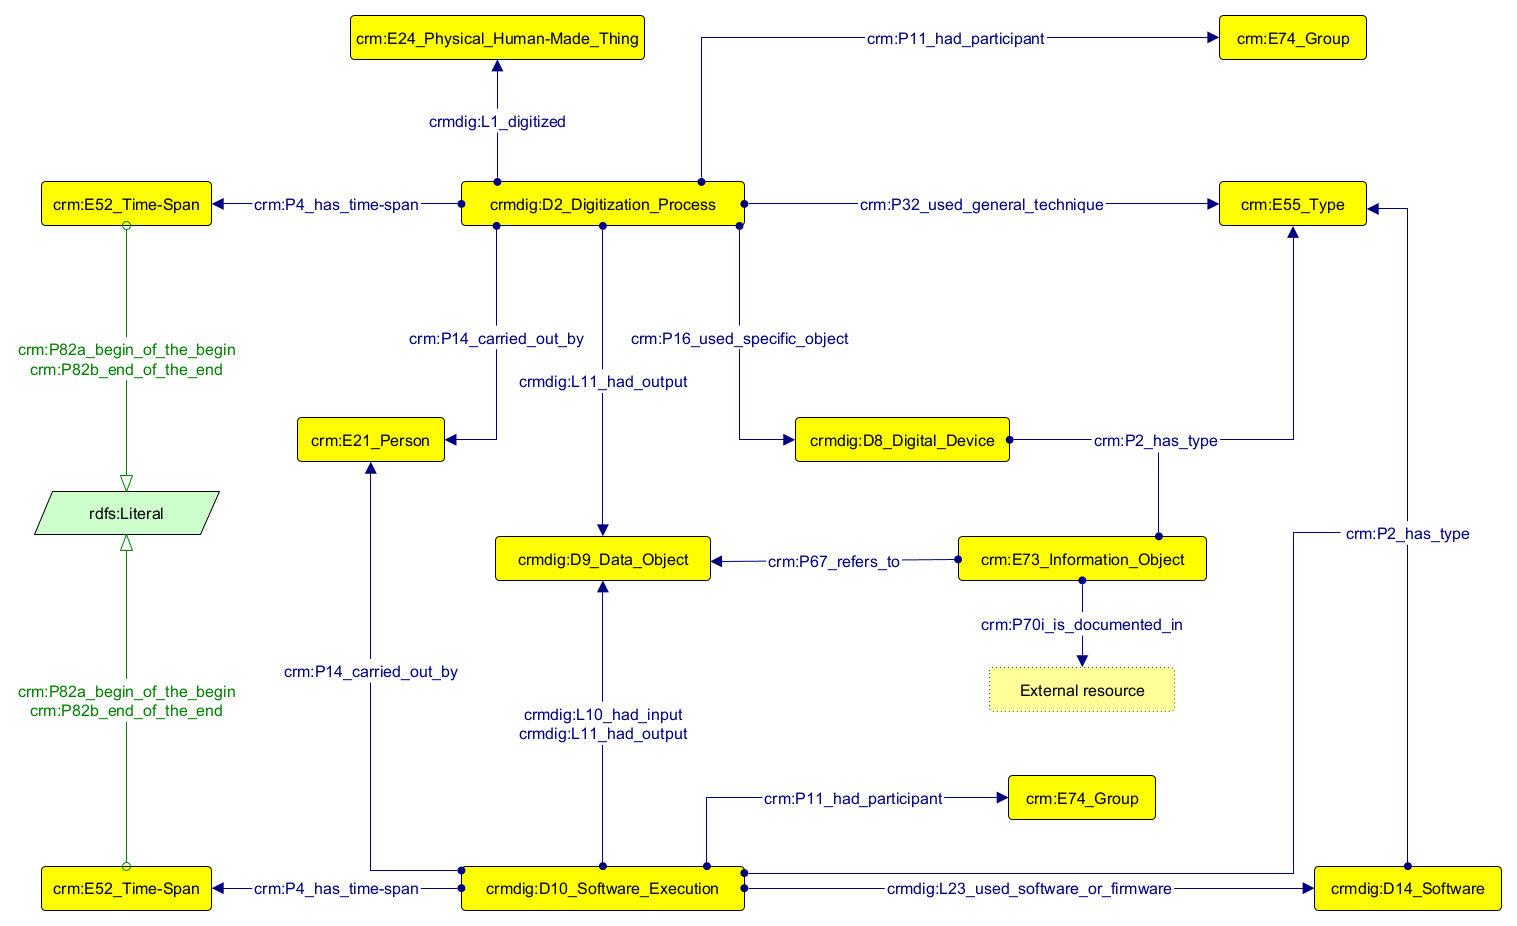 crm:E24_Physical_Human-Made_Thing
crm:P11_had_participant
crm:E74_Group
crmdig:L1_digitized
crm:E52_Time-Span
crm:P4_has_time-span
crmdig:D2_Digitization_Process
crm:P32_used_general_technique
crm:E55_Type
crm:P82a_begin_of_the_begin
crm:P82b_end_of_the_end
crm:P14_carried_out_by
crm:P16_used_specific_object
crmdig:L11_had_output
crm:E21_Person
crmdig:D8_Digital_Device
crm:P2_has_type
rdfs:Literal
crm:P2_has_type
crmdig:D9_Data_Object
crm:P67_refers_to
crm:E73_Information_Object
crm:P70i_is_documented_in
crm:P14_carried_out_by
External resource
crm:P82a_begin_of_the_begin
crm:P82b_end_of_the_end
crmdig:L10_had_input
crmdig:L11_had_output
crm:P11_had_participant
crm:E74_Group
crm:E52_Time-Span
crm:P4_has_time-span
crmdig:D10_Software_Execution
crmdig:L23_used_software_or_firmware
crmdig:D14_Software